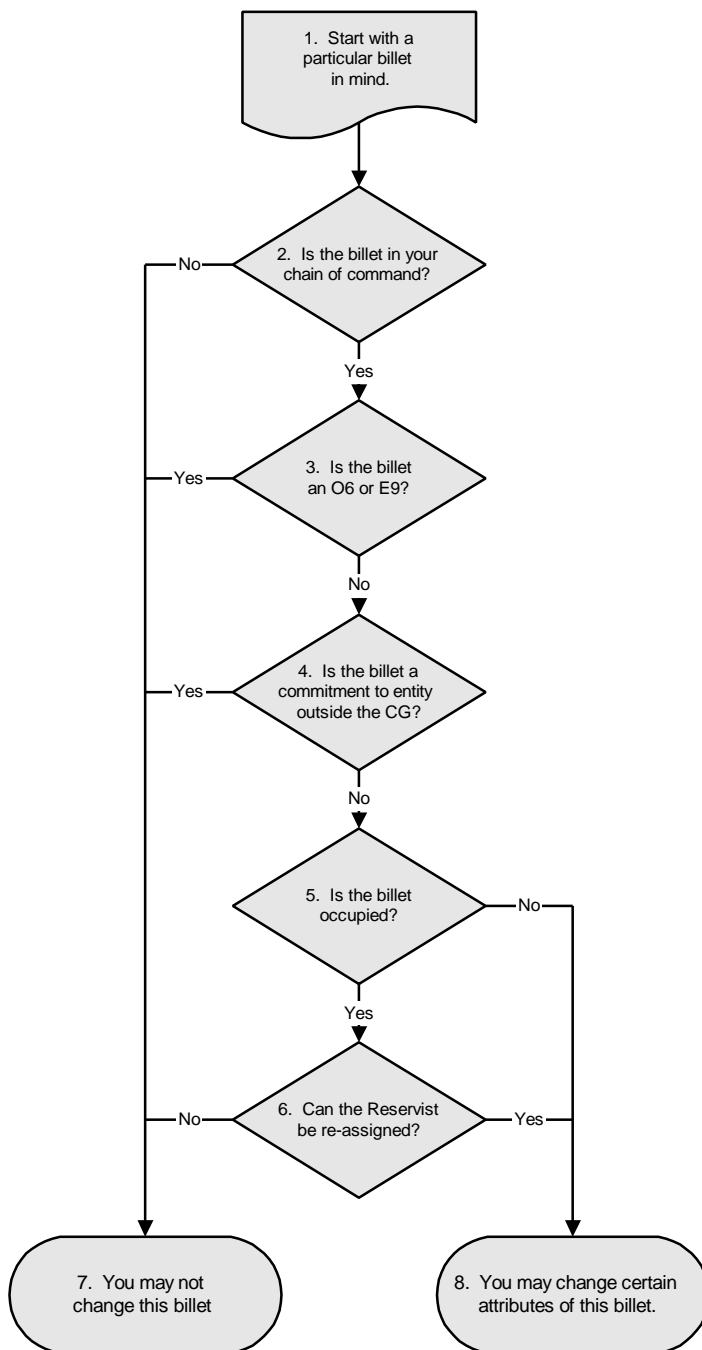 1. Start with a
particular billet
in mind.
2. Is the billet in your
chain of command?
No
Yes
3. Is the billet
an O6 or E9?
Yes
No
4. Is the billet a
commitment to entity
outside the CG?
Yes
No
5. Is the billet
occupied?
No
Yes
6. Can the Reservist
be re-assigned?
No
Yes
7. You may not
change this billet
8. You may change certain
attributes of this billet.